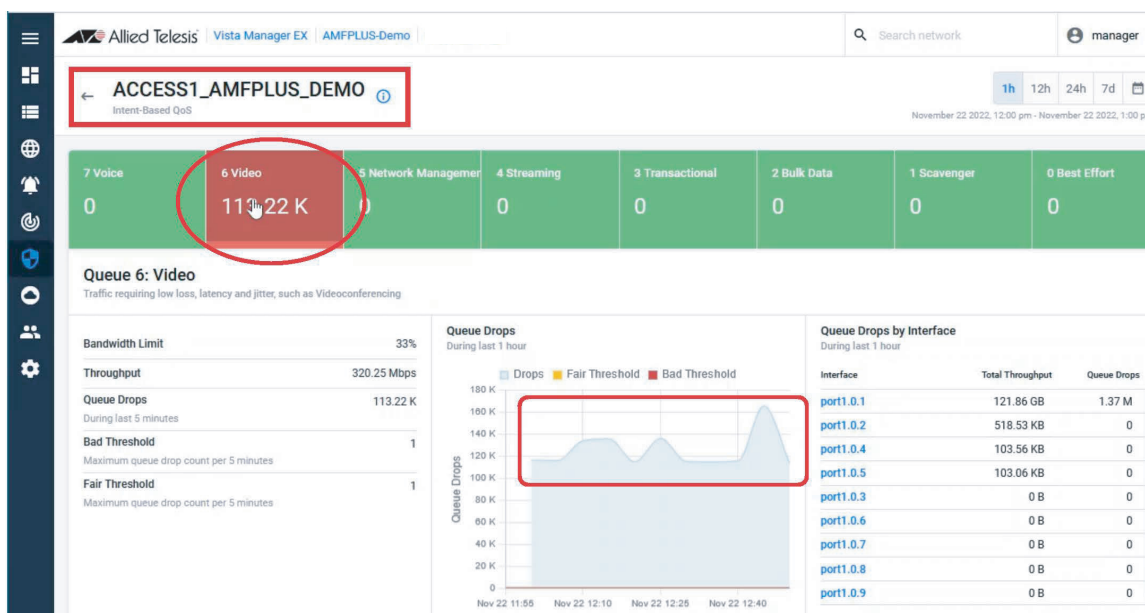 Allied Telesis Vista Manager EX AMFPLUS-Demo Search network manager
ACCESS1_AMFPLUS_DEMO
Intent-Based QoS
1h 12h 24h 7d
November 22 2022, 12:00 pm - November 22 2022, 1:00 p
7 Voice 6 Video 5 Network Managemer 4 Streaming 3 Transactional 2 Bulk Data 1 Scavenger 0 Best Effort
0 113.22 K 0 0 0 0 0 0
Queue 6: Video
Traffic requiring low loss, latency and jitter, such as Videoconferencing
Bandwidth Limit 33%
Throughput 320.25 Mbps
Queue Drops 113.22 K
During last 5 minutes
Bad Threshold 1
Maximum queue drop count per 5 minutes
Fair Threshold 1
Maximum queue drop count per 5 minutes
Queue Drops
During last 1 hour
Drops Fair Threshold Bad Threshold
180 K
160 K
140 K
120 K
100 K
80 K
60 K
40 K
20 K
0
Queue Drops
Nov 22 11:55 Nov 22 12:10 Nov 22 12:25 Nov 22 12:40
Queue Drops by Interface
During last 1 hour
Interface Total Throughput Queue Drops
port1.0.1 121.86 GB 1.37 M
port1.0.2 518.53 KB 0
port1.0.4 103.56 KB 0
port1.0.5 103.06 KB 0
port1.0.3 0 B 0
port1.0.6 0 B 0
port1.0.7 0 B 0
port1.0.8 0 B 0
port1.0.9 0 B 0